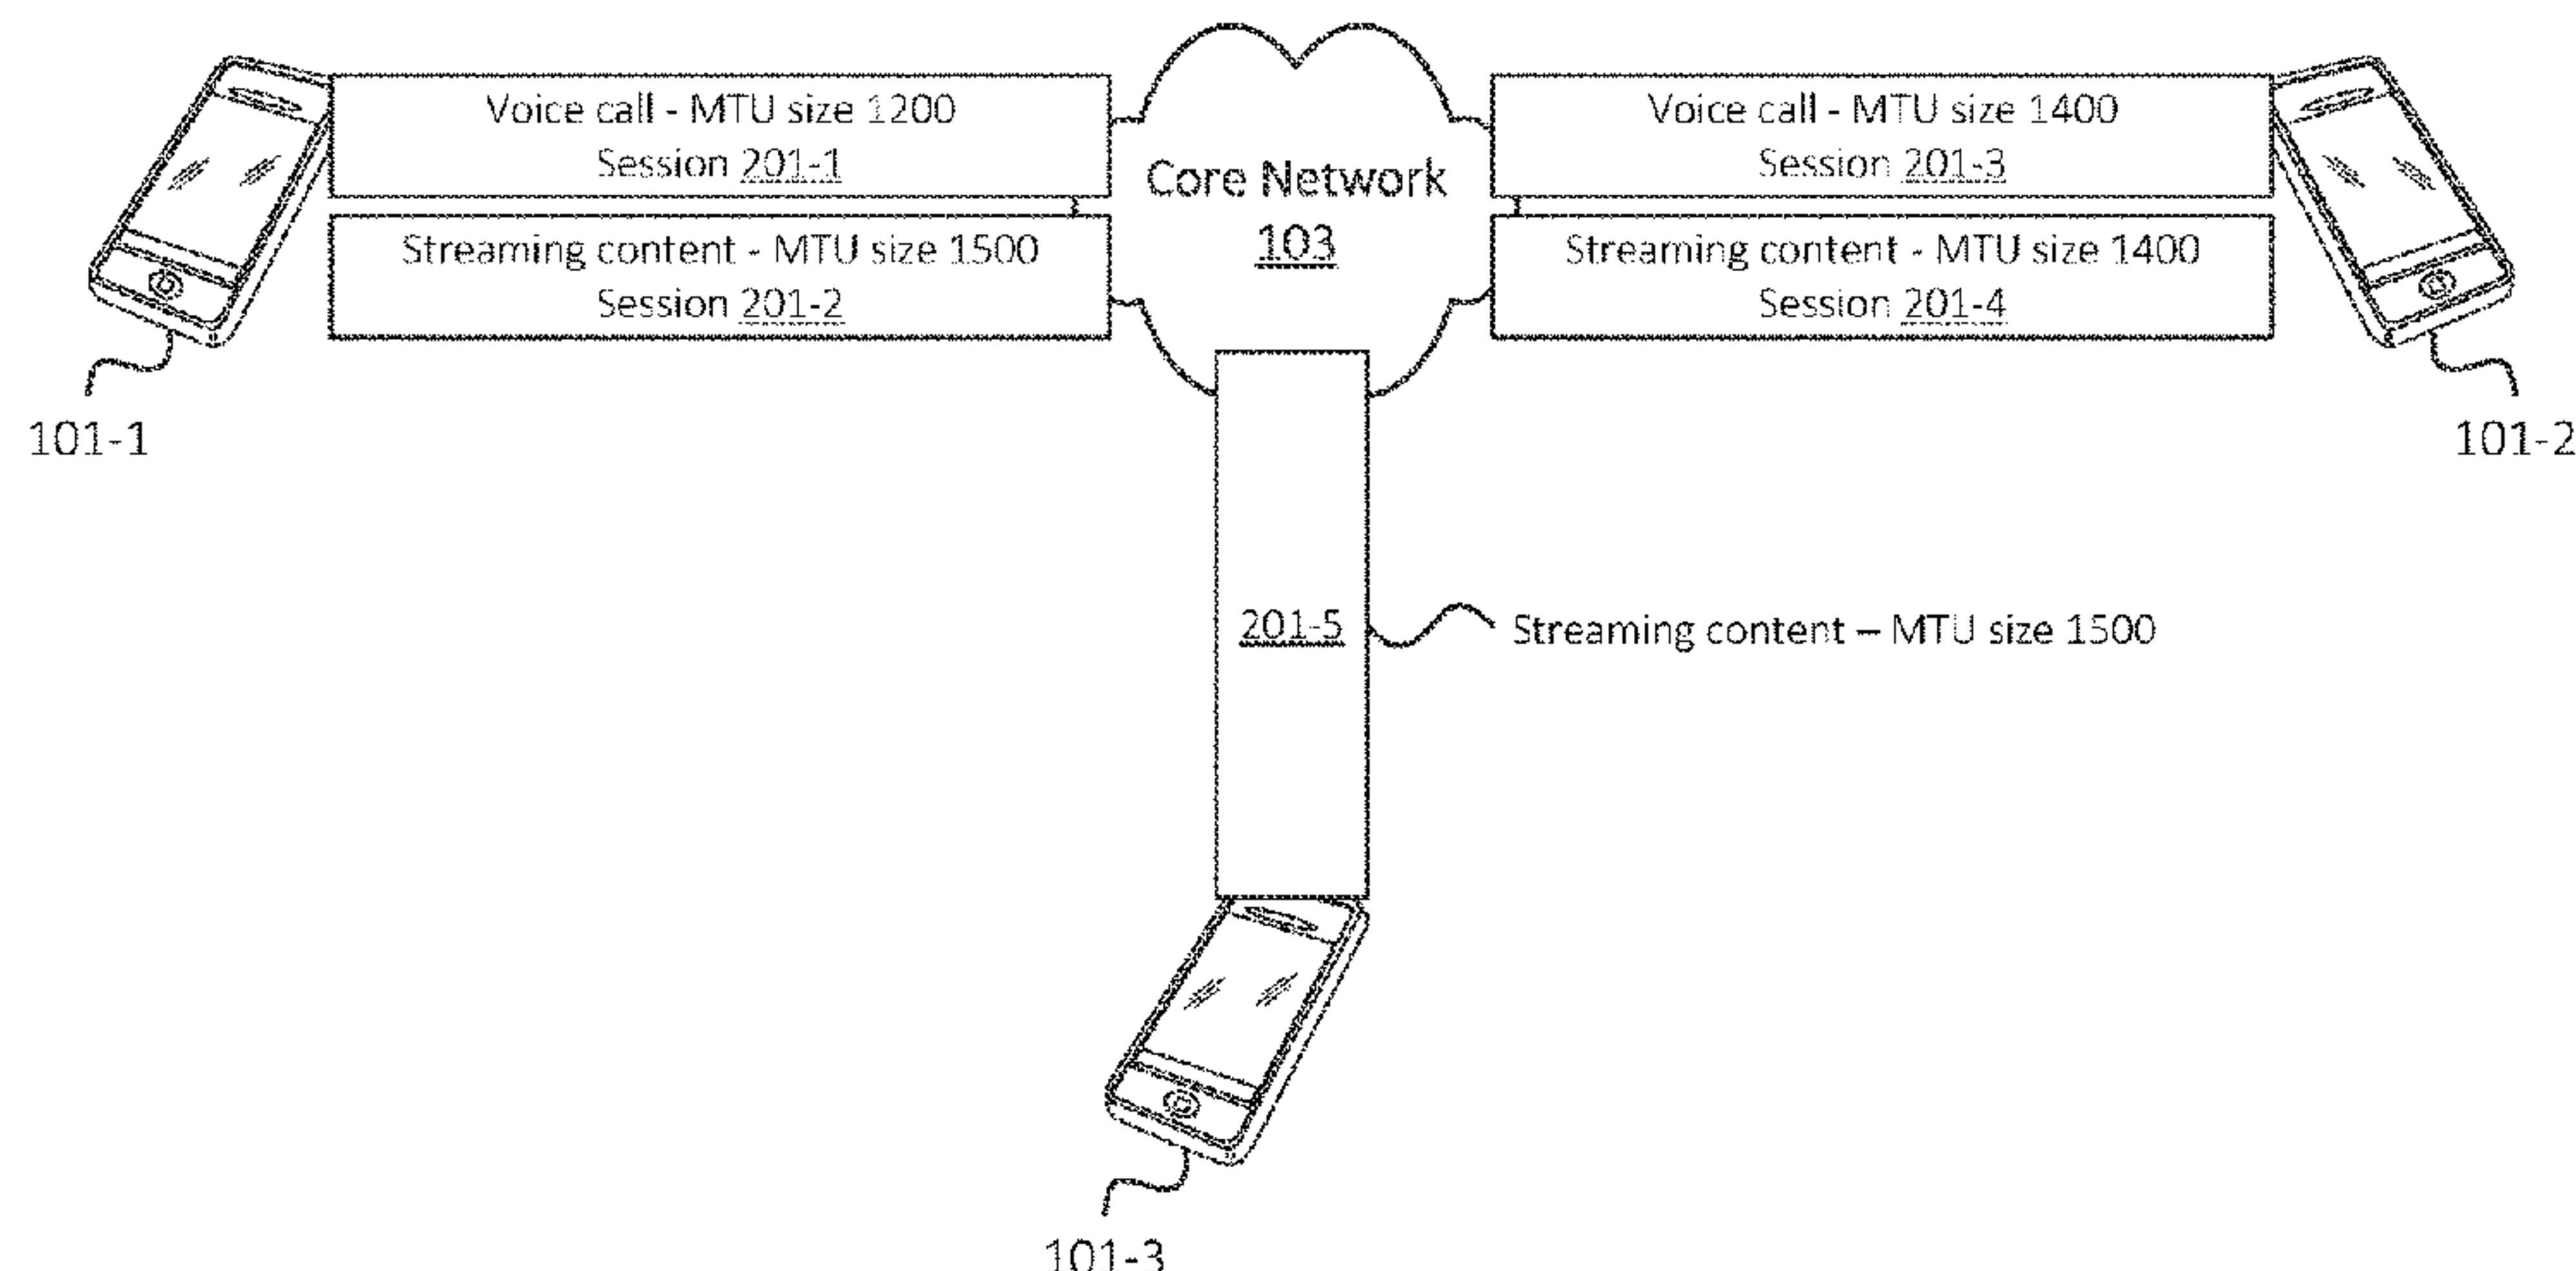 Voice call - MTU size 1200
Session 201-1
Streaming content - MTU size 1500
Session 201-2
Core Network
103
Voice call - MTU size 1400
Session 201-3
Streaming content - MTU size 1400
Session 201-4
101-1
101-2
201-5
Streaming content – MTU size 1500
101-3